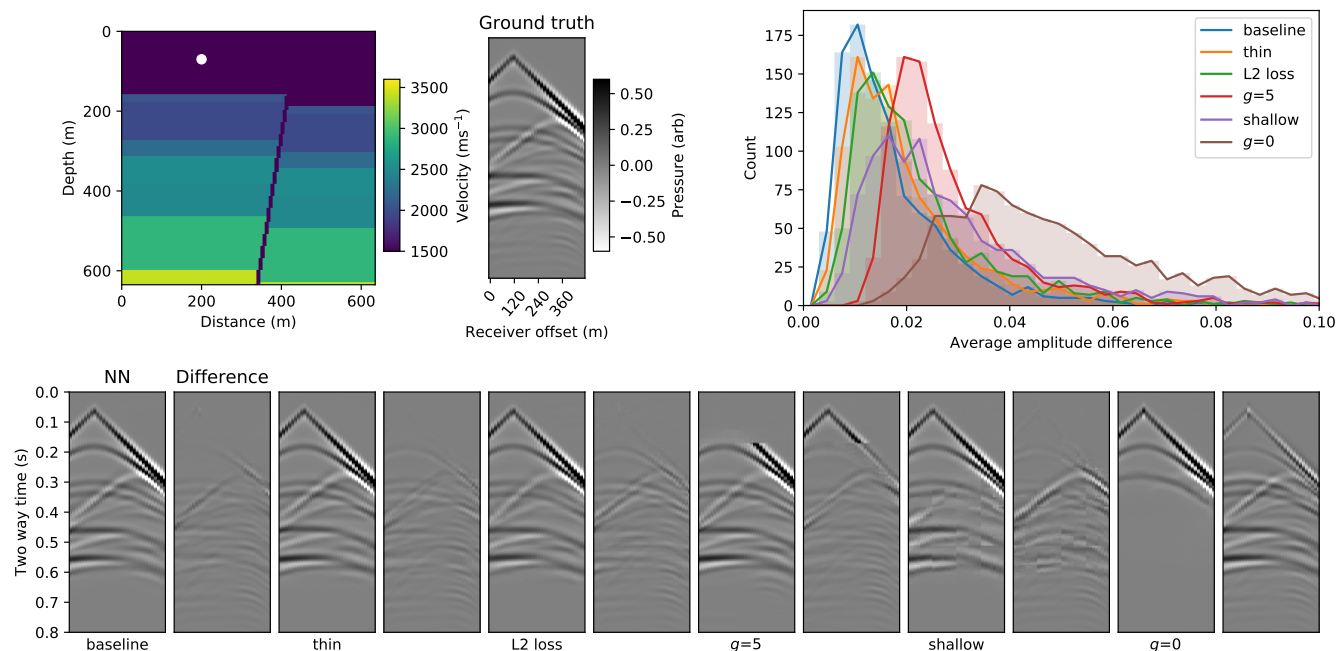 Ground truth
0
200
400
600
Depth (m)
0
200
400
600
Distance (m)
3500
3000
2500
2000
1500
Velocity (ms⁻¹)
0
120
240
360
Receiver offset (m)
0.50
0.25
0.00
−0.25
−0.50
Pressure (arb)
175
150
125
100
75
50
25
0
Count
0.00
0.02
0.04
0.06
0.08
0.10
Average amplitude difference
baseline
thin
L2 loss
g=5
shallow
g=0
NN
Difference
0.0
0.1
0.2
0.3
0.4
0.5
0.6
0.7
0.8
Two way time (s)
baseline
thin
L2 loss
g=5
shallow
g=0